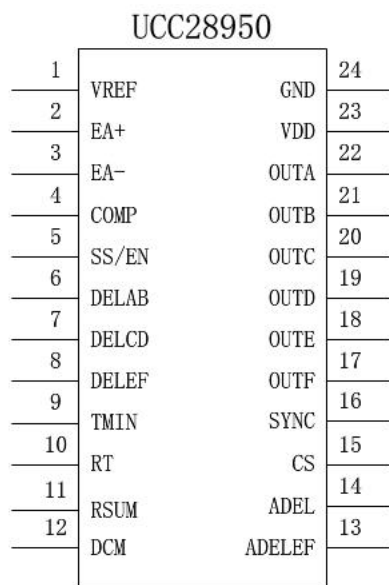 UCC28950
1 VREF GND 24
2 EA+ VDD 23
3 EA- OUTA 22
4 COMP OUTB 21
5 SS/EN OUTC 20
6 DELAB OUTD 19
7 DELCD OUTE 18
8 DELEF OUTF 17
9 TMIN SYNC 16
10 RT CS 15
11 RSUM ADEL 14
12 DCM ADELEF 13